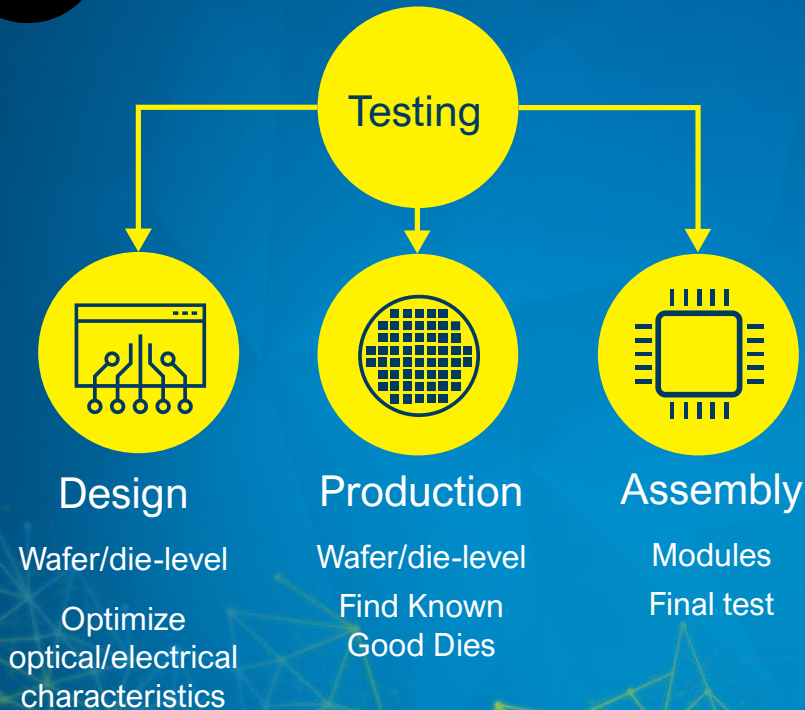 Testing
Design
Wafer/die-level
Optimize
optical/electrical
characteristics
Production
Wafer/die-level
Find Known
Good Dies
Assembly
Modules
Final test